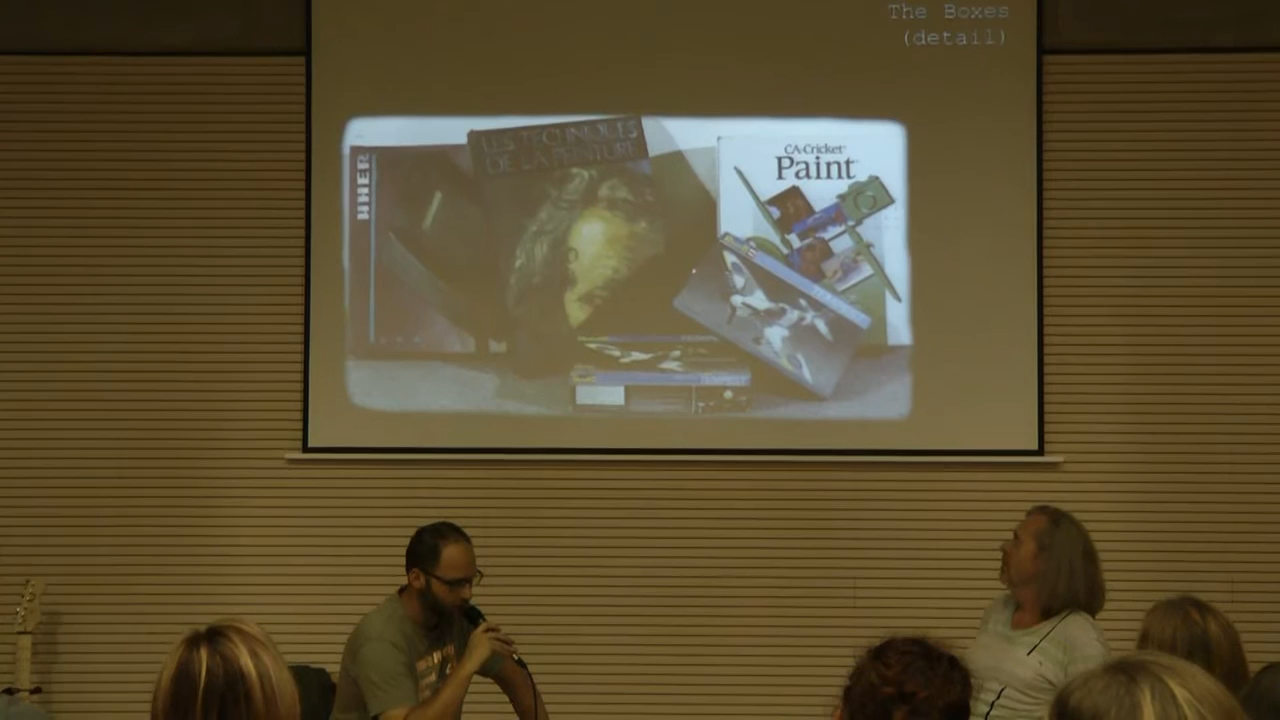 The Boxes
(detail)
LES TECHNIQUES
DE LA PEINTURE
CA-Cricket
Paint